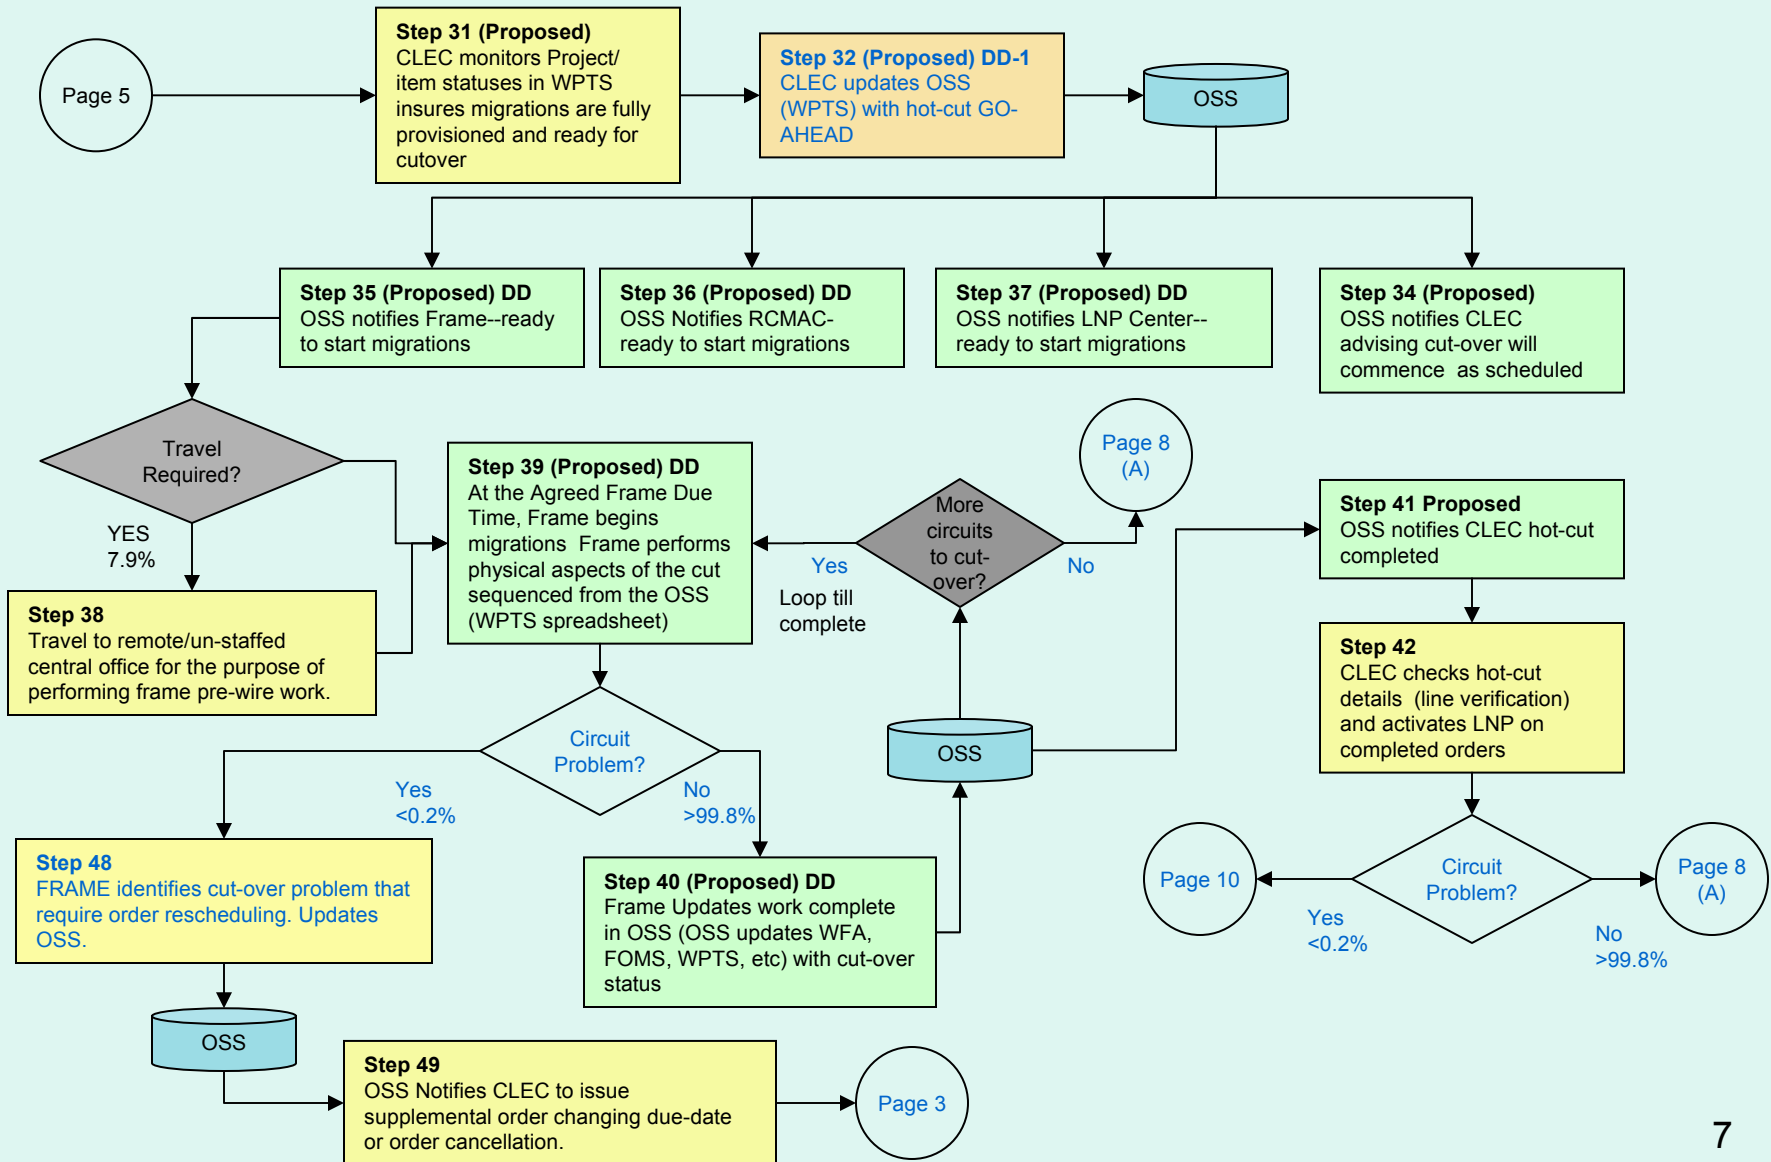 Page 5
Step 31 (Proposed)
CLEC monitors Project/
item statuses in WPTS
insures migrations are fully
provisioned and ready for
cutover
Step 32 (Proposed) DD-1
CLEC updates OSS
(WPTS) with hot-cut GO-
AHEAD
OSS
Step 35 (Proposed) DD
OSS notifies Frame--ready
to start migrations
Step 36 (Proposed) DD
OSS Notifies RCMAC-
ready to start migrations
Step 37 (Proposed) DD
OSS notifies LNP Center--
ready to start migrations
Step 34 (Proposed)
OSS notifies CLEC
advising cut-over will
commence  as scheduled
Travel
Required?
YES
7.9%
Step 38
Travel to remote/un-staffed
central office for the purpose of
performing frame pre-wire work.
Step 39 (Proposed) DD
At the Agreed Frame Due
Time, Frame begins
migrations  Frame performs
physical aspects of the cut
sequenced from the OSS
(WPTS spreadsheet)
More
circuits
to cut-
over?
Yes
Loop till
complete
No
Page 8
(A)
Step 41 Proposed
OSS notifies CLEC hot-cut
completed
Step 42
CLEC checks hot-cut
details  (line verification)
and activates LNP on
completed orders
OSS
Circuit
Problem?
Yes
<0.2%
No
>99.8%
Step 48
FRAME identifies cut-over problem that
require order rescheduling. Updates
OSS.
Step 40 (Proposed) DD
Frame Updates work complete
in OSS (OSS updates WFA,
FOMS, WPTS, etc) with cut-over
status
Page 10
Circuit
Problem?
Page 8
(A)
Yes
<0.2%
No
>99.8%
OSS
Step 49
OSS Notifies CLEC to issue
supplemental order changing due-date
or order cancellation.
Page 3
7